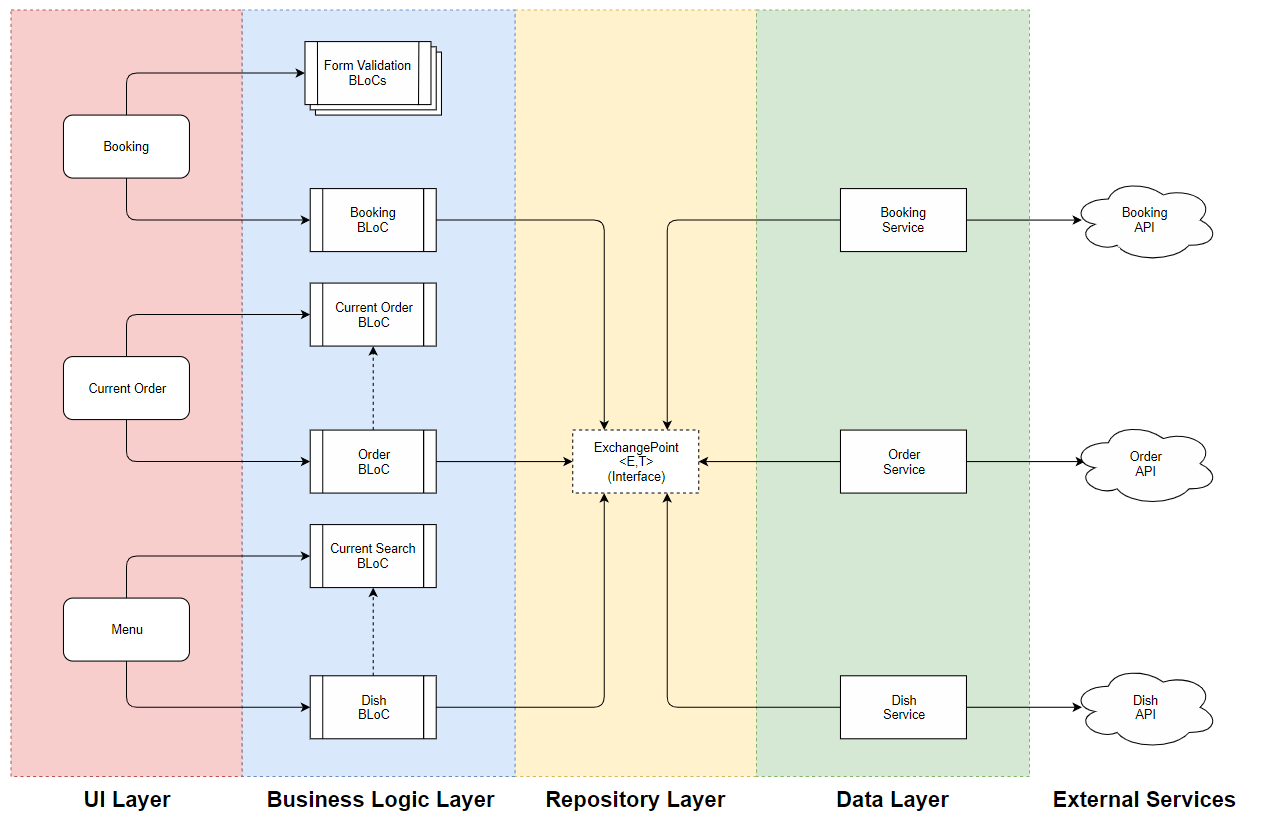 Form Validation
BLoCs
Booking
Booking
BLoC
Booking
Service
Booking
API
Current Order
BLoC
Current Order
Order
BLoC
ExchangePoint
<E,T>
(Interface)
Order
Service
Order
API
Current Search
BLoC
Menu
Dish
BLoC
Dish
Service
Dish
API
UI Layer
Business Logic Layer
Repository Layer
Data Layer
External Services